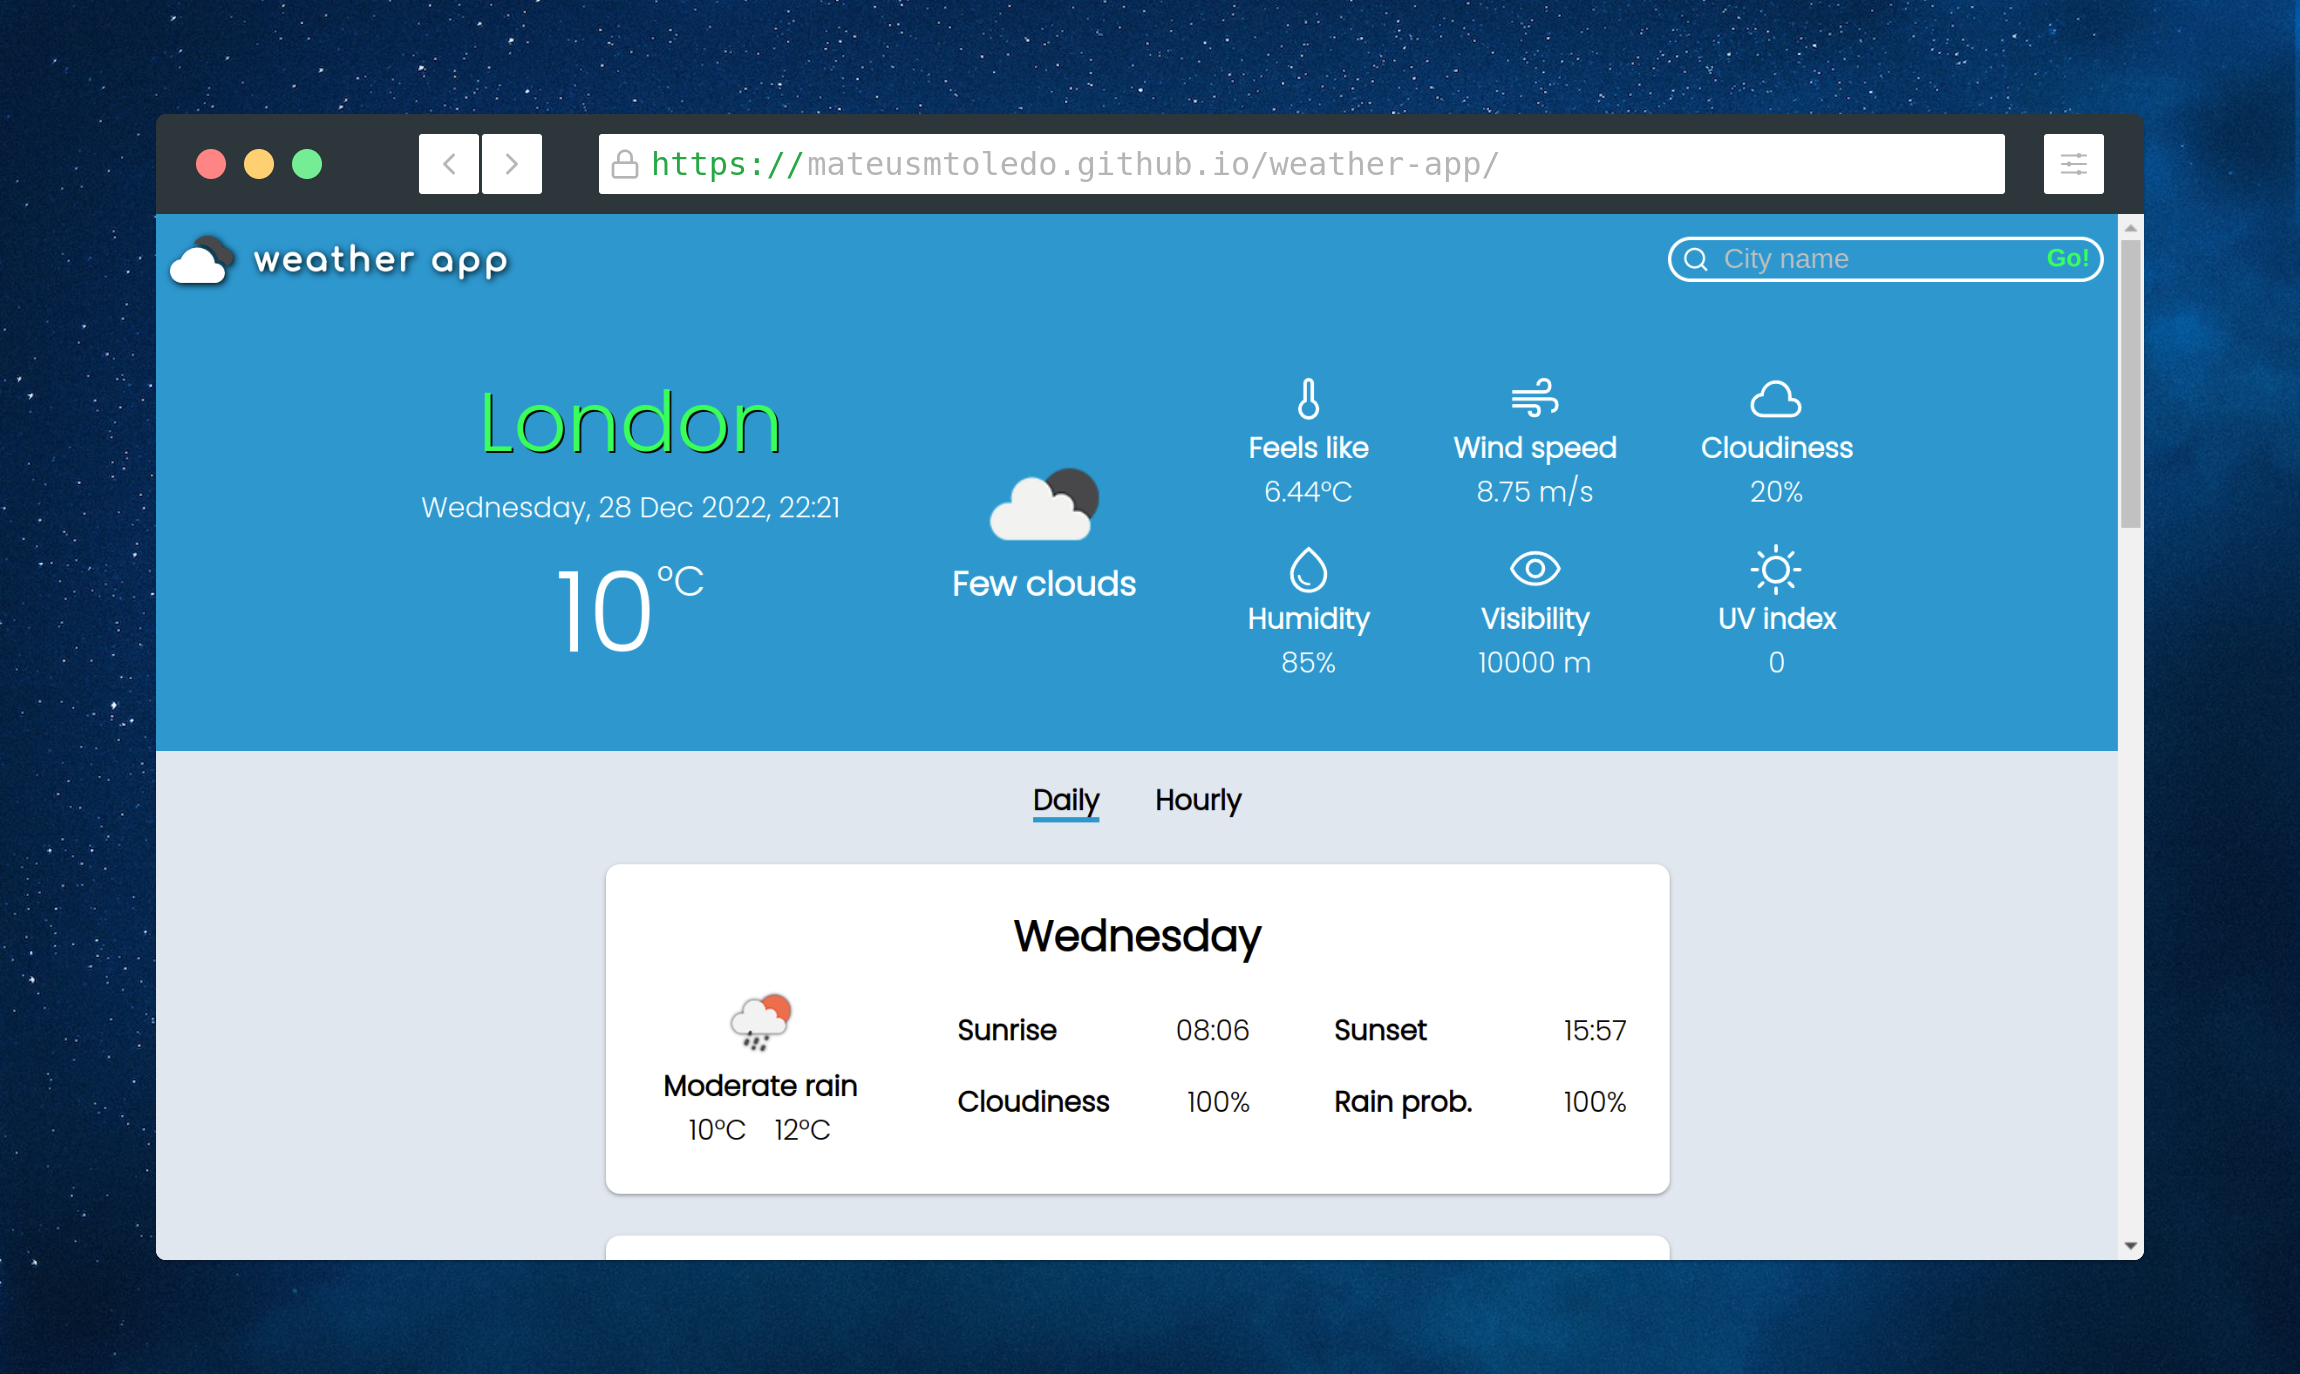 https://mateusmtoledo.github.io/weather-app/
weather app
City name Go!
London
Wednesday, 28 Dec 2022, 22:21
10°C
Few clouds
Feels like Wind speed Cloudiness
6.44°C 8.75 m/s 20%
Humidity Visibility UV index
85% 10000 m 0
Daily Hourly
Wednesday
Moderate rain
10°C 12°C
Sunrise 08:06 Sunset 15:57
Cloudiness 100% Rain prob. 100%